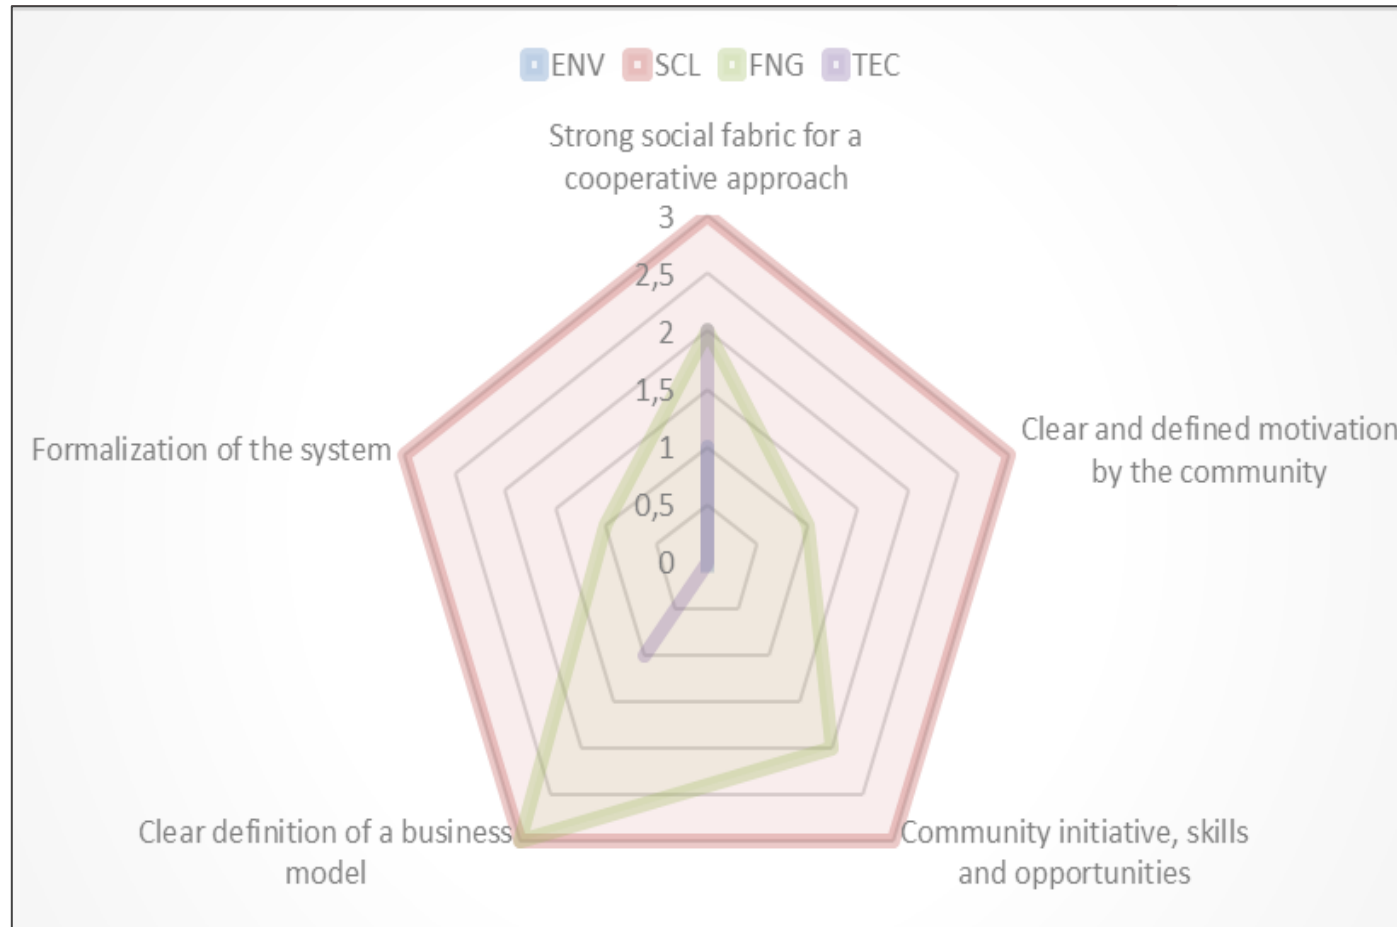 ENV SCL FNG TEC
Strong social fabric for a
cooperative approach
3
2,5
2
1,5
1
0,5
0
Clear and defined motivation
by the community
Formalization of the system
Clear definition of a business
model
Community initiative, skills
and opportunities